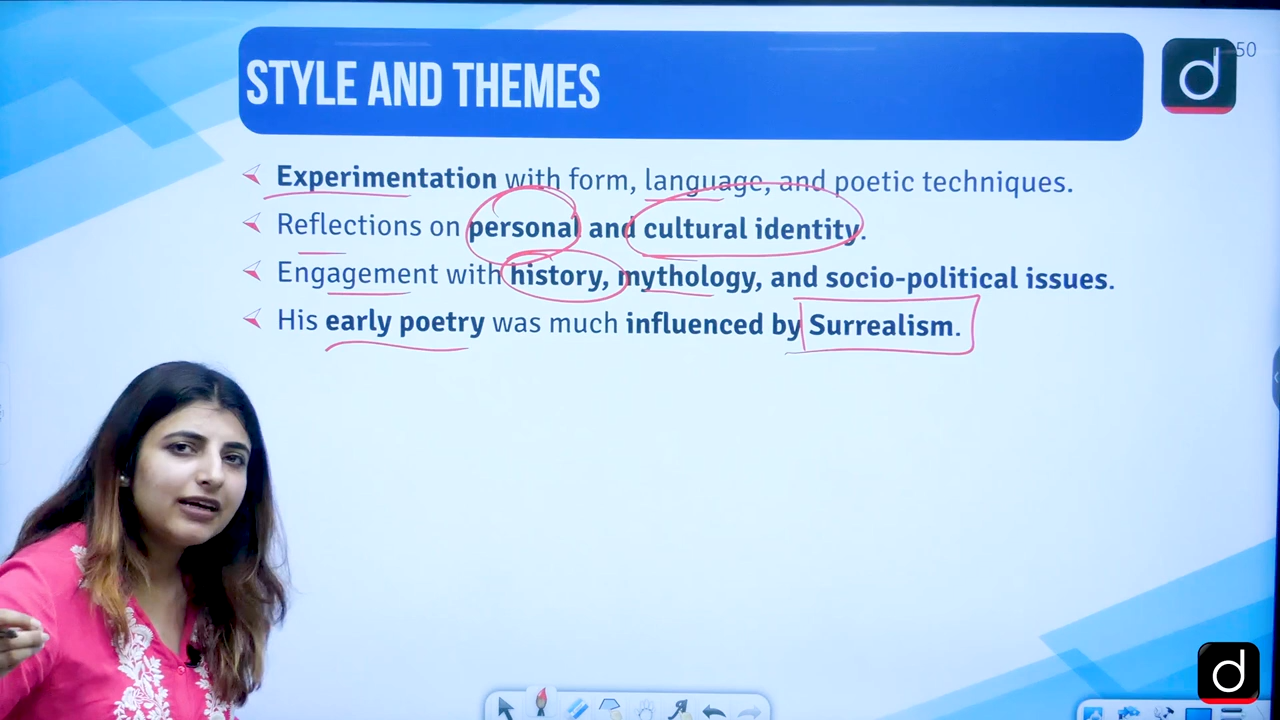 STYLE AND THEMES
d
50
Experimentation with form, language, and poetic techniques.
Reflections on personal and cultural identity.
Engagement with history, mythology, and socio-political issues.
His early poetry was much influenced by Surrealism.
d